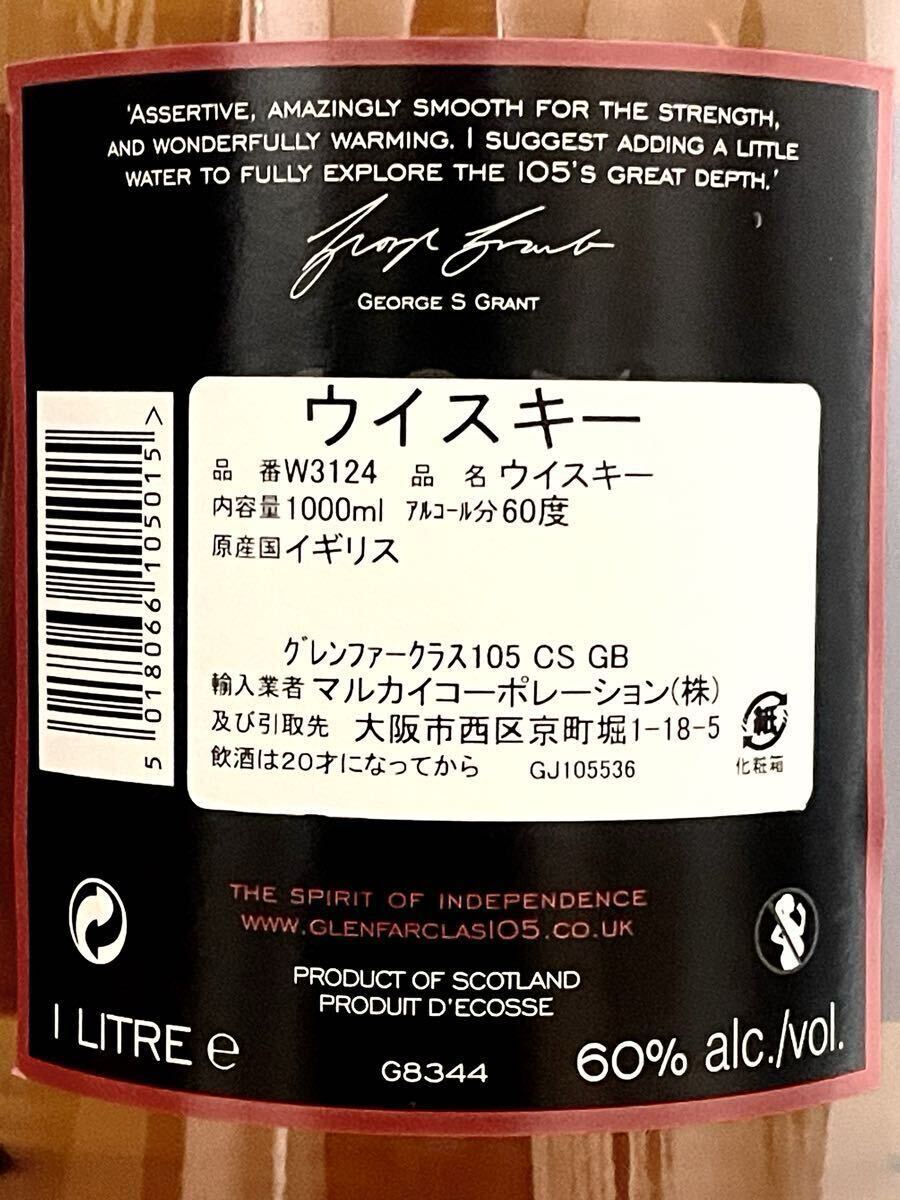 'ASSERTIVE, AMAZINGLY SMOOTH FOR THE STRENGTH,
AND WONDERFULLY WARMING. I SUGGEST ADDING A LITTLE
WATER TO FULLY EXPLORE THE 105'S GREAT DEPTH.'
George Grant
GEORGE S GRANT
ウイスキー
品 番W3124 品 名ウイスキー
内容量1000ml アルコール分60度
原産国イギリス
グレンファークラス105 CS GB
輸入業者マルカイコーポレーション(株)
及び引取先 大阪市西区京町堀1-18-5
飲酒は20才になってから GJ105536
紙
化粧箱
5 018066 105015 >
THE SPIRIT OF INDEPENDENCE
WWW.GLENFARCLAS105.CO.UK
PRODUCT OF SCOTLAND
PRODUIT D'ECOSSE
1 LITRE e
G8344
60% alc./vol.